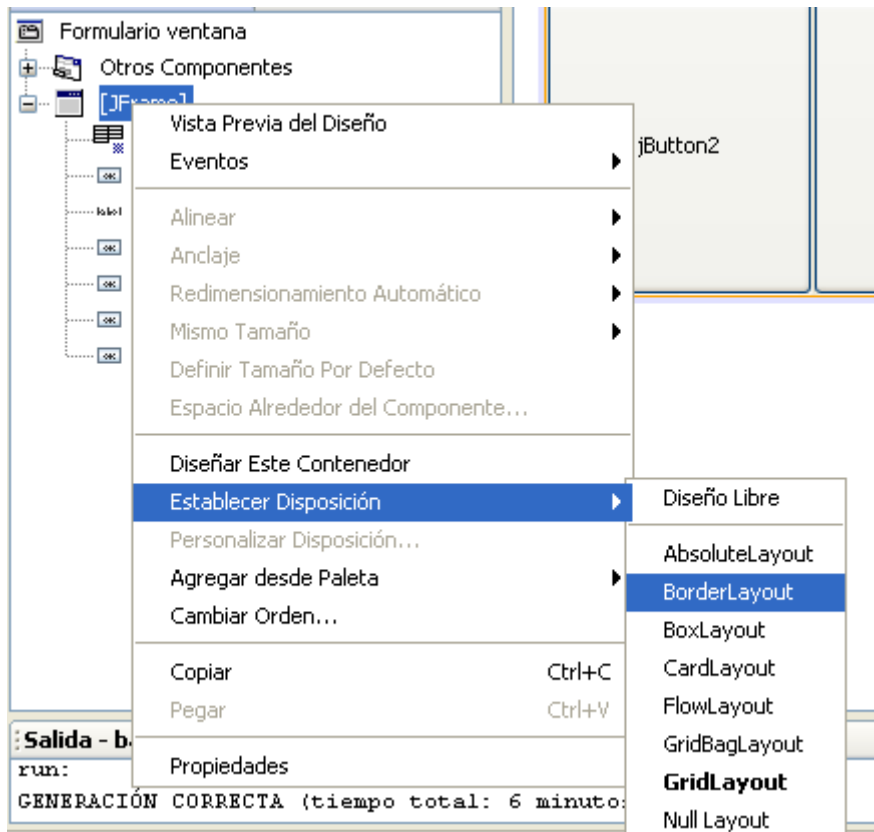 Formulario ventana
Otros Componentes
[JFrame]
Vista Previa del Diseño
Eventos
jButton2
Alinear
Anclaje
Redimensionamiento Automático
Mismo Tamaño
Definir Tamaño Por Defecto
Espacio Alrededor del Componente...
Diseñar Este Contenedor
Establecer Disposición
Personalizar Disposición...
Agregar desde Paleta
Cambiar Orden...
Copiar Ctrl+C
Pegar Ctrl+V
Propiedades
Diseño Libre
AbsoluteLayout
BorderLayout
BoxLayout
CardLayout
FlowLayout
GridBagLayout
GridLayout
Null Layout
Salida - b
run:
GENERACIÓN CORRECTA (tiempo total: 6 minuto